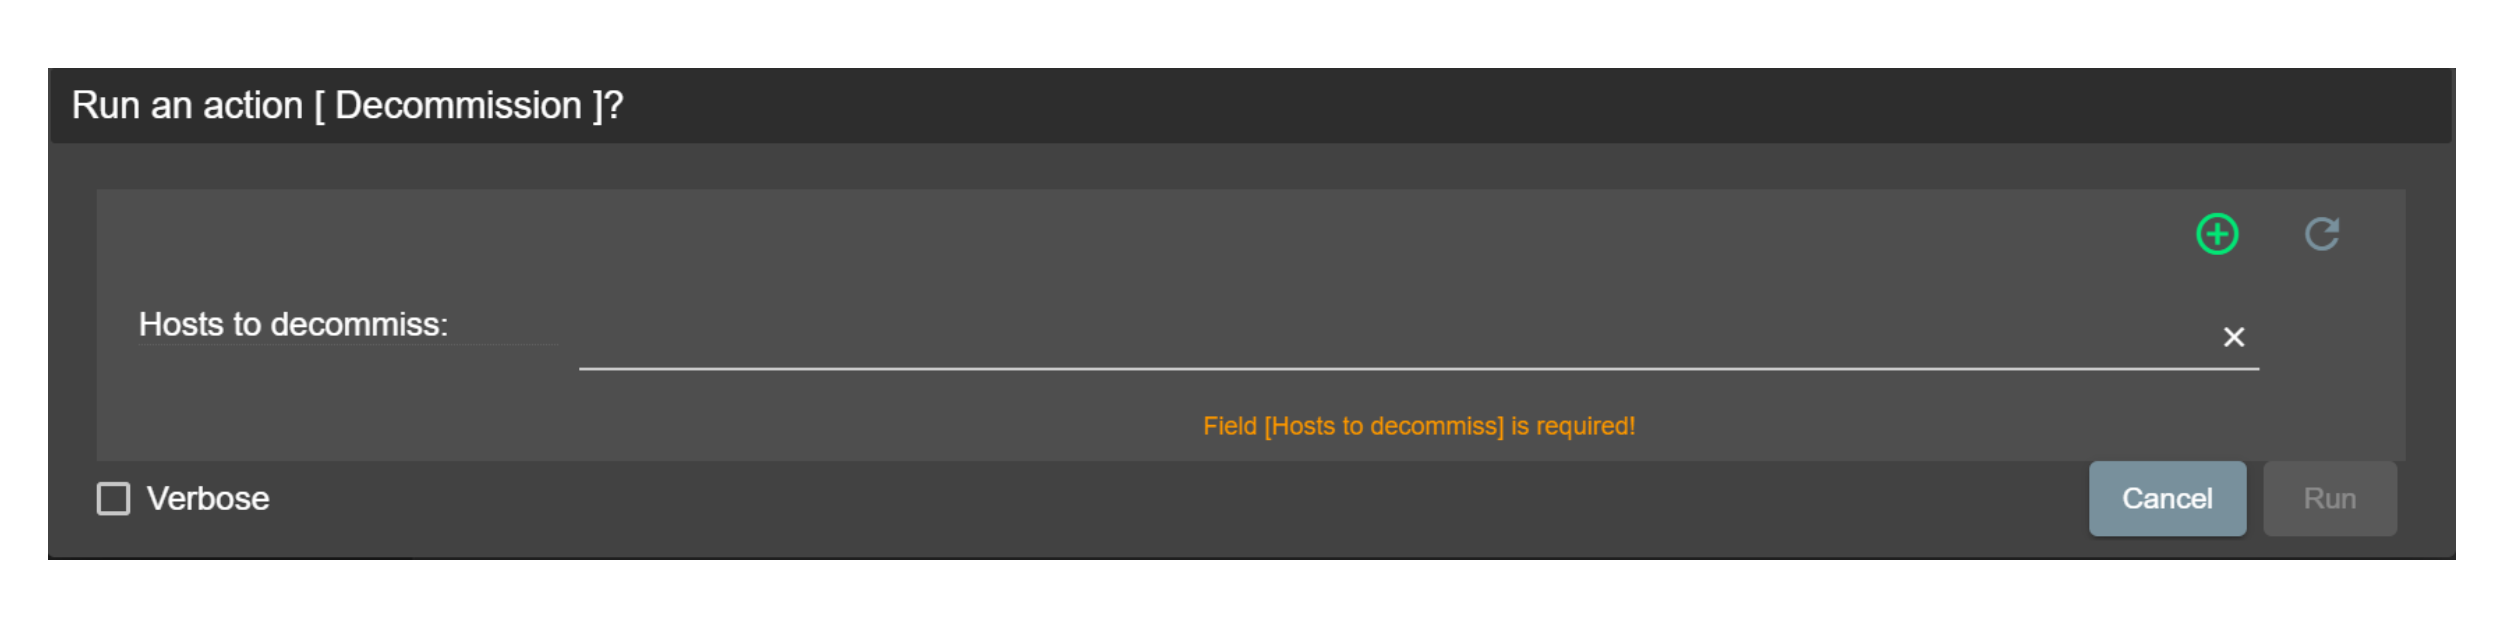 Run an action [ Decommission ]?
Hosts to decommiss:
Field [Hosts to decommiss] is required!
Verbose
Cancel
Run